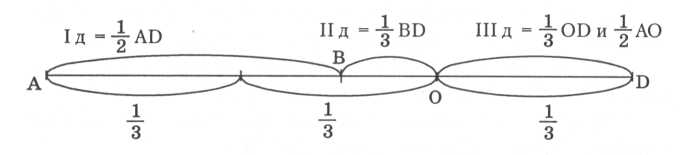 I д = 1/2 AD II д = 1/3 BD III д = 1/3 OD и 1/2 AO
B
A O D
1/3 1/3 1/3